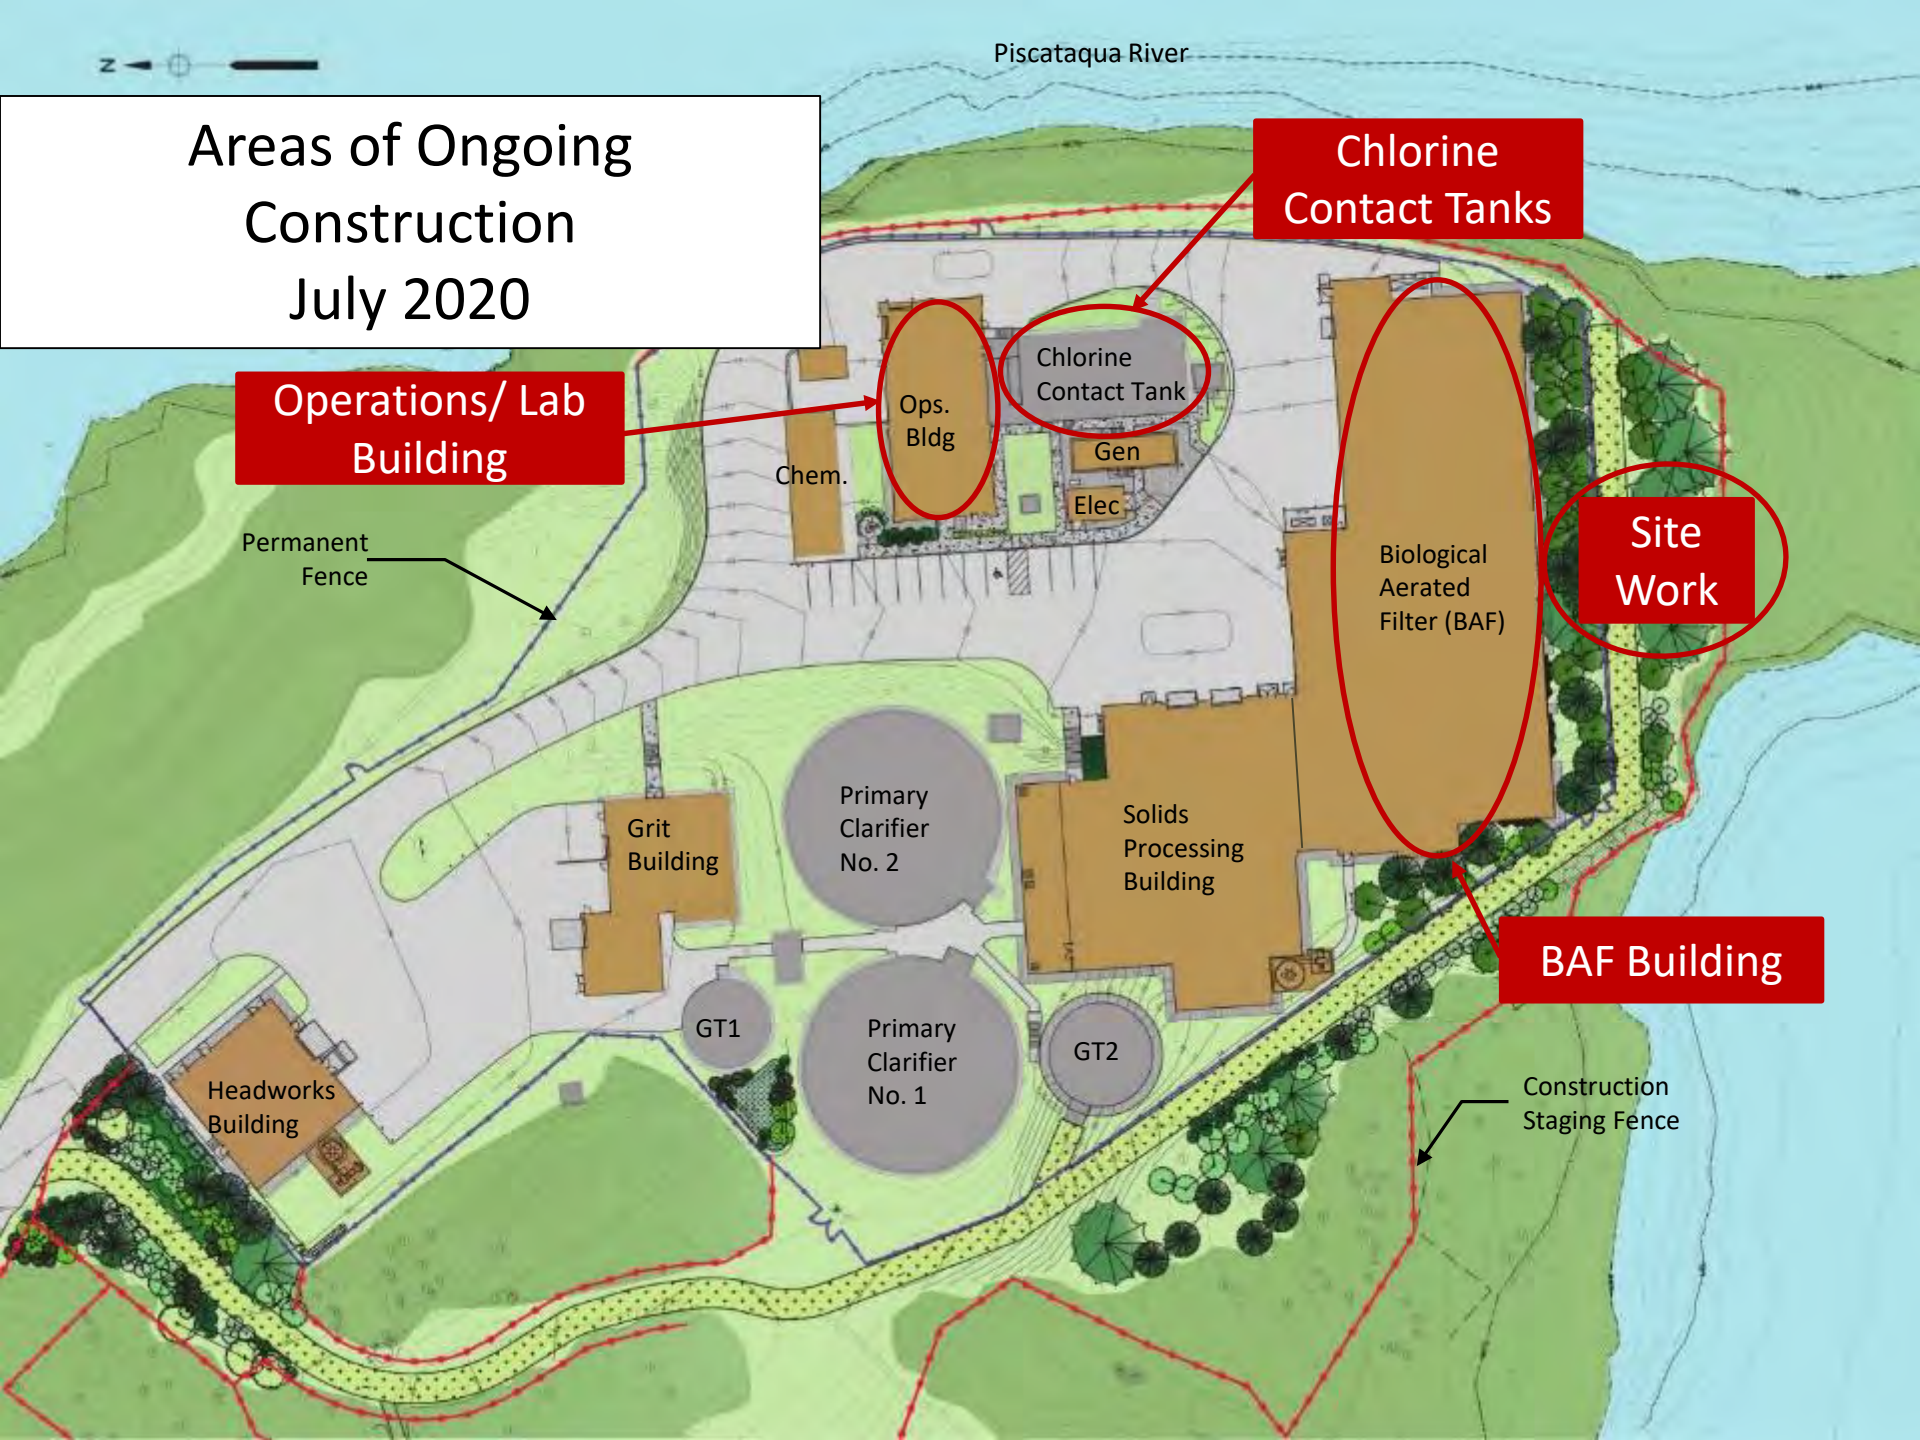 Piscataqua River
Z
Areas of Ongoing
Construction
July 2020
Chlorine
Contact Tanks
Operations/ Lab
Building
Chlorine
Contact Tank
Ops.
Bldg
Gen
Chem.
Elec
Permanent
Fence
Site
Work
Biological
Aerated
Filter (BAF)
Primary
Clarifier
No. 2
Grit
Building
Solids
Processing
Building
BAF Building
GT1
Primary
Clarifier
No. 1
GT2
Headworks
Building
Construction
Staging Fence